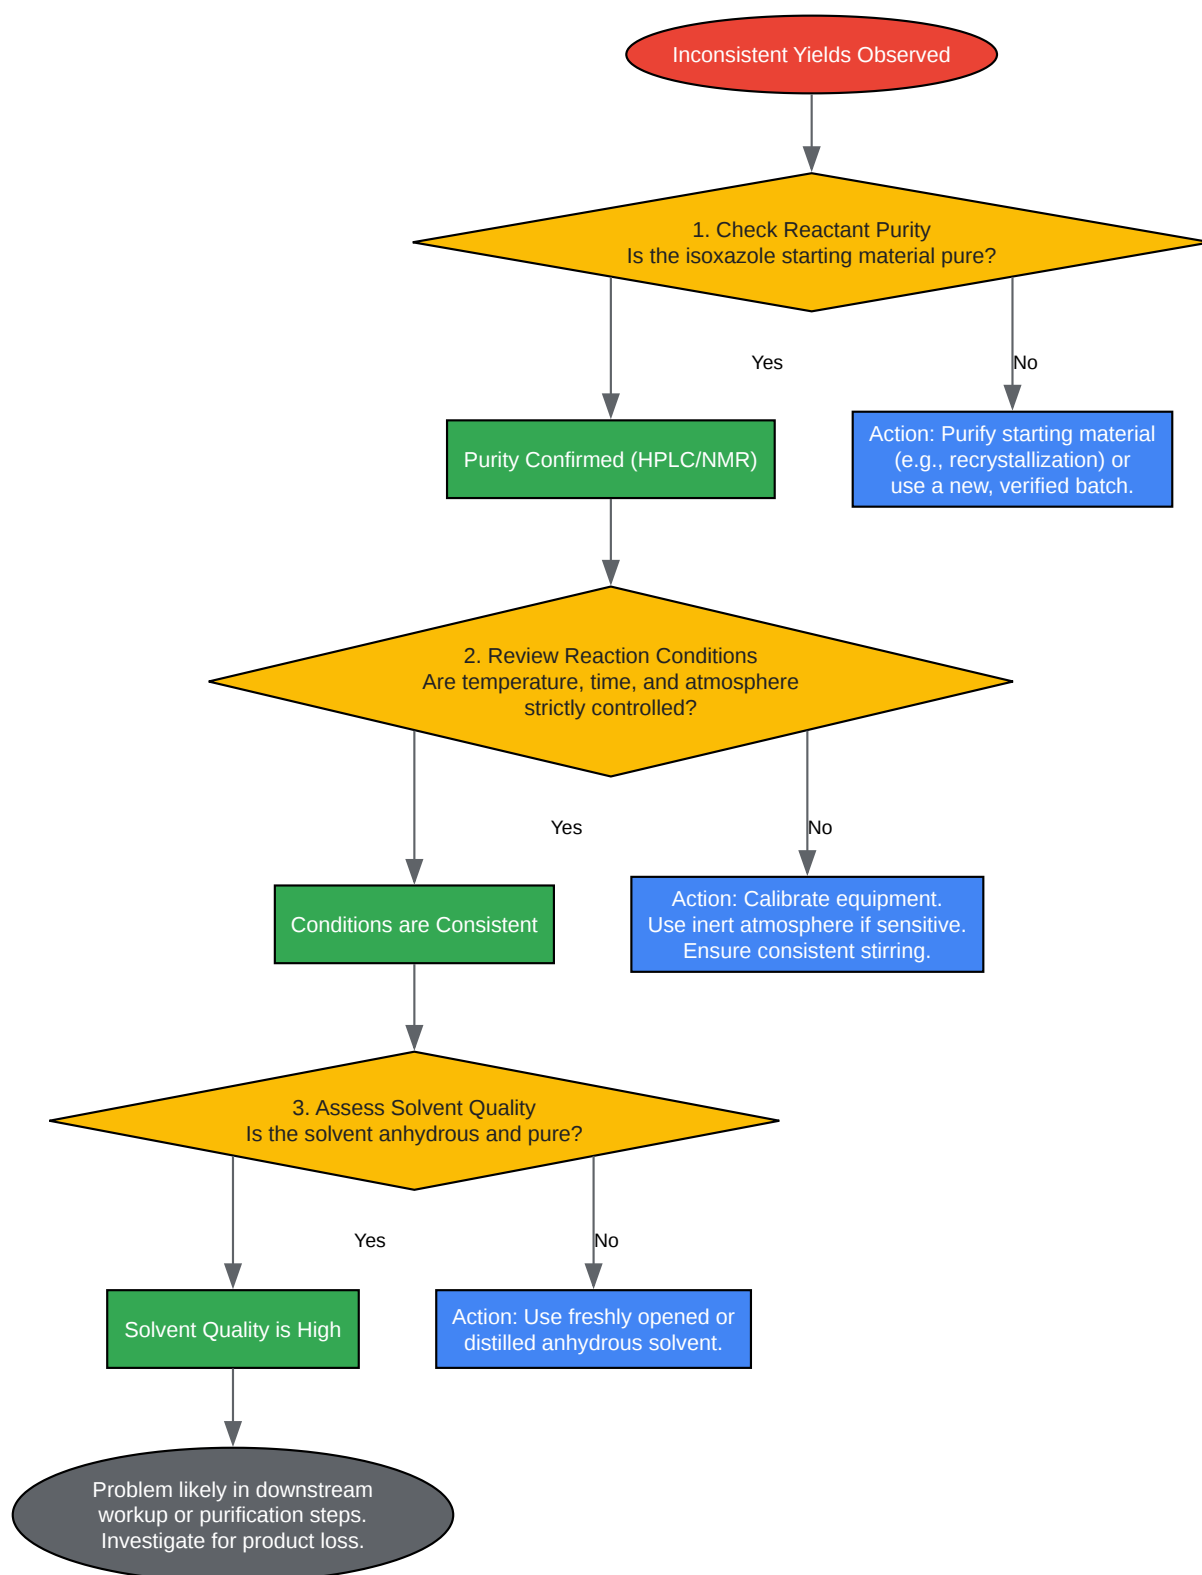 Inconsistent Yields Observed
1. Check Reactant Purity
Is the isoxazole starting material pure?
Yes
No
Purity Confirmed (HPLC/NMR)
Action: Purify starting material
(e.g., recrystallization) or
use a new, verified batch.
2. Review Reaction Conditions
Are temperature, time, and atmosphere
strictly controlled?
Yes
No
Conditions are Consistent
Action: Calibrate equipment.
Use inert atmosphere if sensitive.
Ensure consistent stirring.
3. Assess Solvent Quality
Is the solvent anhydrous and pure?
Yes
No
Solvent Quality is High
Action: Use freshly opened or
distilled anhydrous solvent.
Problem likely in downstream
workup or purification steps.
Investigate for product loss.